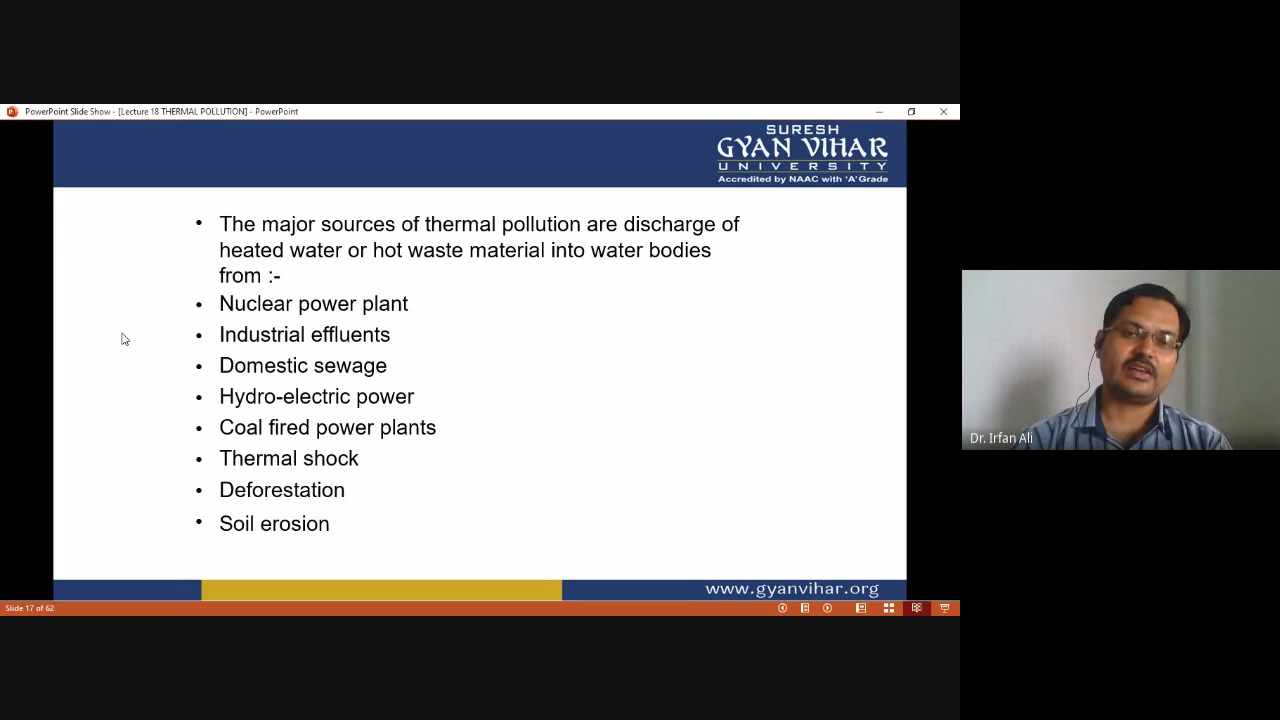 PowerPoint Slide Show - [Lecture 18 THERMAL POLLUTION] - PowerPoint
SURESH
GYAN VIHAR
UNIVERSITY
Accredited by NAAC with 'A' Grade
• The major sources of thermal pollution are discharge of
heated water or hot waste material into water bodies
from :-
• Nuclear power plant
• Industrial effluents
• Domestic sewage
• Hydro-electric power
• Coal fired power plants
• Thermal shock
• Deforestation
• Soil erosion
Dr. Irfan Ali
www.gyanvihar.org
Slide 17 of 62